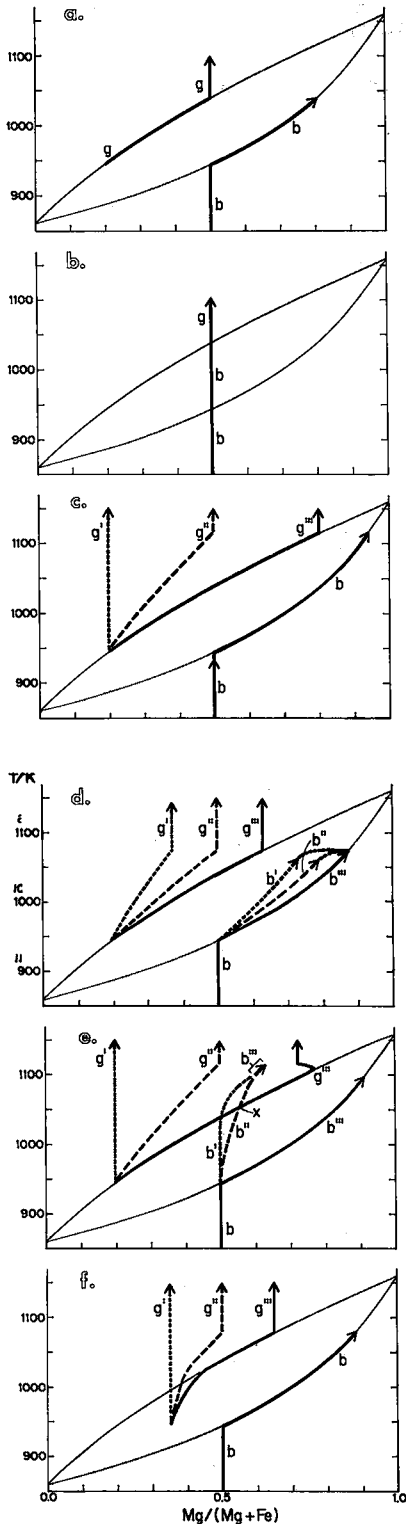 a.
1100
1000
900
g
g
b
b
b.
1100
1000
900
g
b
b
c.
1100
1000
900
g' g" g'''
b
b
T/K
d.
1100
1000
900
g' g" g'''
b"
b' b'''
b
e.
1100
1000
900
g' g" b''' g'''
x
b' b" b'''
b
f.
1100
1000
900
g' g" g'''
b
b
0.0 0.5 1.0
Mg/(Mg+Fe)